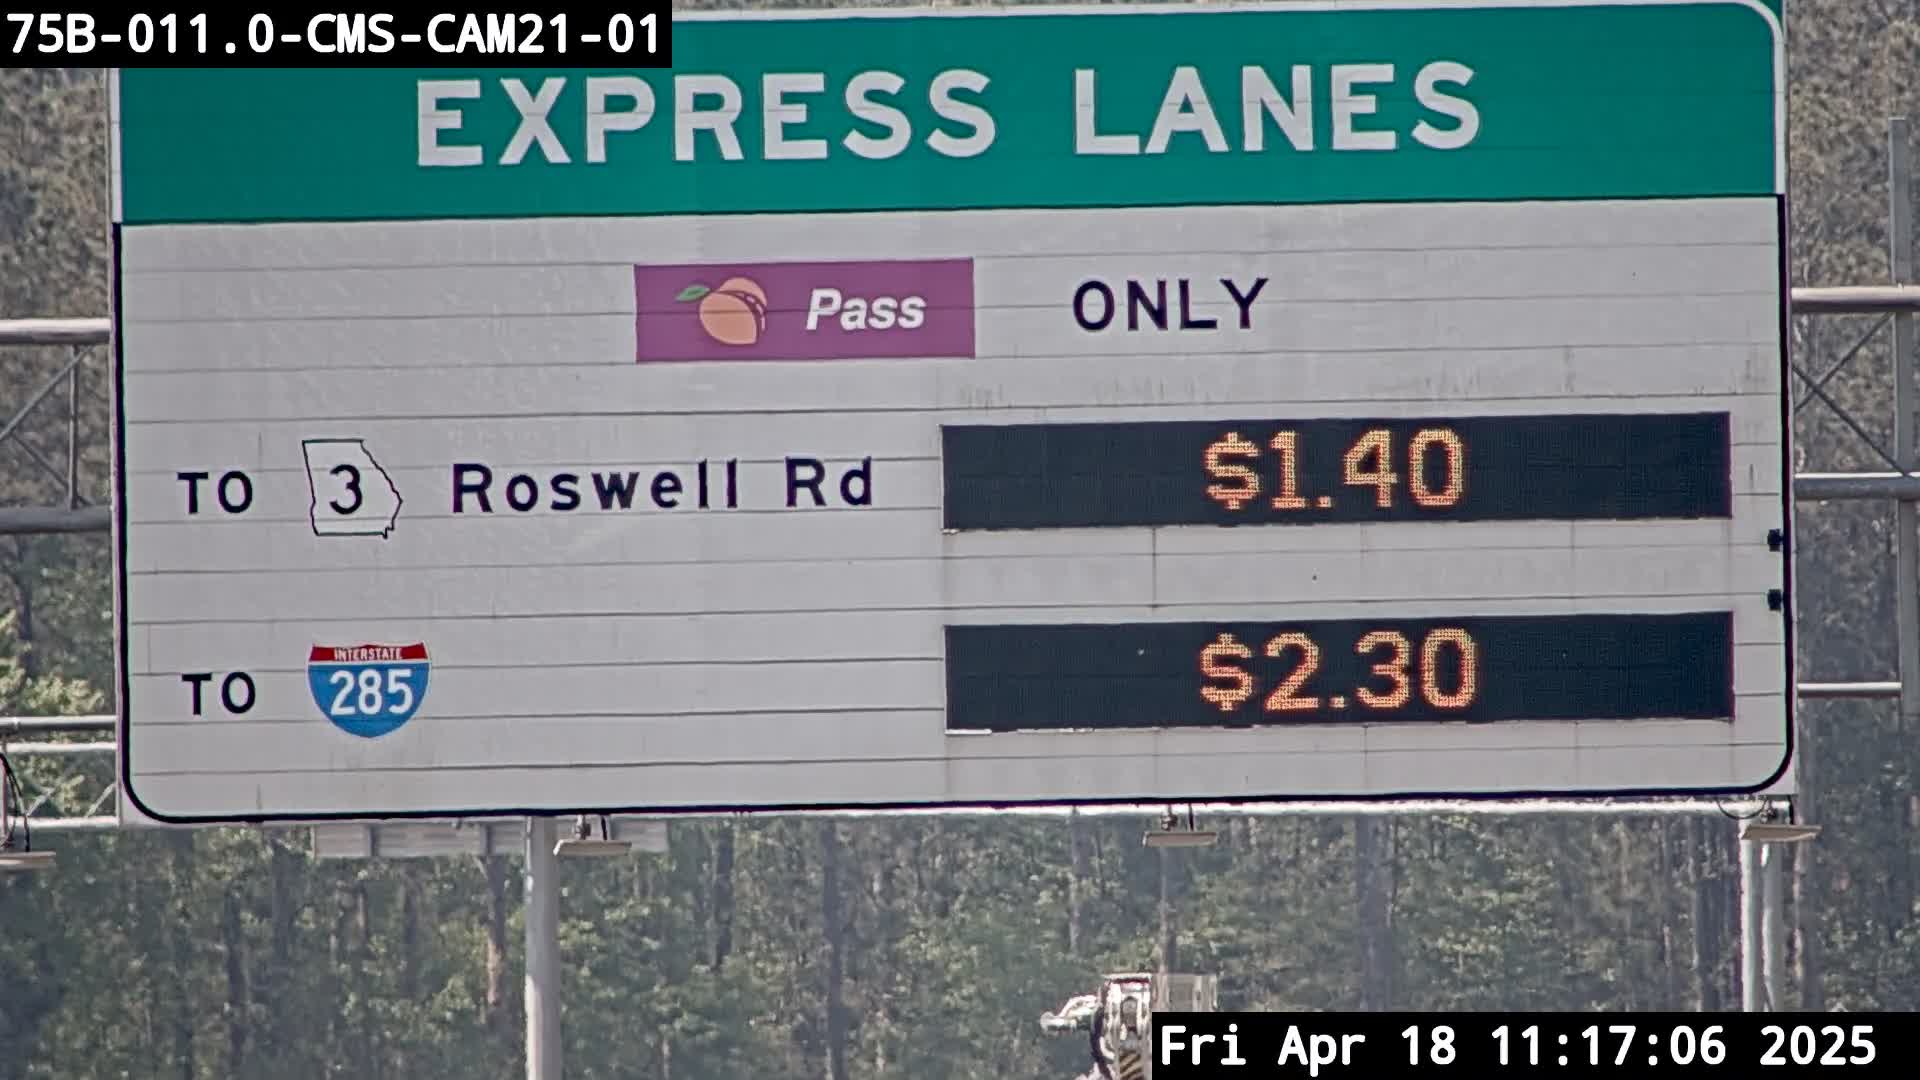 75B-011.0-CMS-CAM21-01
EXPRESS LANES
Pass ONLY
TO 3 Roswell Rd $1.40
INTERSTATE
TO 285 $2.30
Fri Apr 18 11:17:06 2025